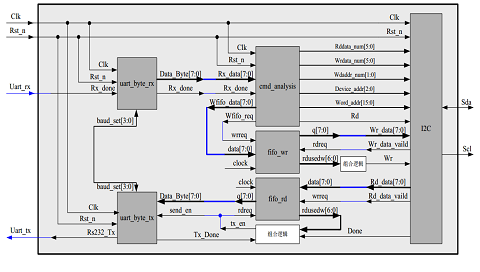 Clk
Rst_n
Clk
Rst_n
Clk
Rst_n
Uart_rx
Rx_done
uart_byte_rx
Data_Byte[7:0]
Rx_data[7:0]
Rx_done
Rx_done
Clk
Rst_n
cmd_analysis
Rddata_num[5:0]
Wrdata_num[5:0]
Wdaddr_num[1:0]
Device_addr[2:0]
Word_addr[15:0]
Rd
Wfifo_data[7:0]
Wfifo_req
baud_set[3:0]
wrreq
data[7:0]
clock
fifo_wr
q[7:0]
Wr_data[7:0]
rdreq
Wr_data_vaild
rdusedw[6:0]
组合逻辑
Wr
I2C
Sda
Scl
baud_set[3:0]
Clk
Rst_n
uart_byte_tx
Data_Byte[7:0]
q[7:0]
send_en
rdreq
tx_en
clock
fifo_rd
data[7:0]
Rd_data[7:0]
wrreq
Rd_data_vaild
rdusedw[6:0]
Uart_tx
Rs232_Tx
Tx_Done
组合逻辑
Done